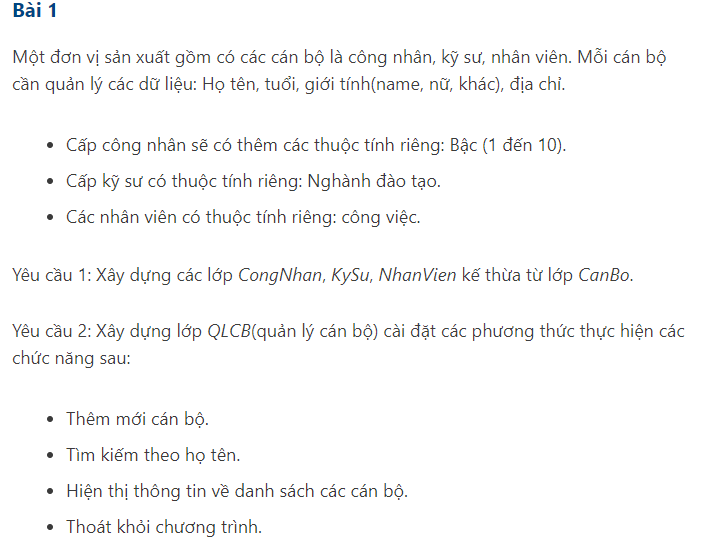 Bài 1
Một đơn vị sản xuất gồm có các cán bộ là công nhân, kỹ sư, nhân viên. Mỗi cán bộ
cần quản lý các dữ liệu: Họ tên, tuổi, giới tính(name, nữ, khác), địa chỉ.
• Cấp công nhân sẽ có thêm các thuộc tính riêng: Bậc (1 đến 10).
• Cấp kỹ sư có thuộc tính riêng: Nghành đào tạo.
• Các nhân viên có thuộc tính riêng: công việc.
Yêu cầu 1: Xây dựng các lớp CongNhan, KySu, NhanVien kế thừa từ lớp CanBo.
Yêu cầu 2: Xây dựng lớp QLCB(quản lý cán bộ) cài đặt các phương thức thực hiện các
chức năng sau:
• Thêm mới cán bộ.
• Tìm kiếm theo họ tên.
• Hiện thị thông tin về danh sách các cán bộ.
• Thoát khỏi chương trình.